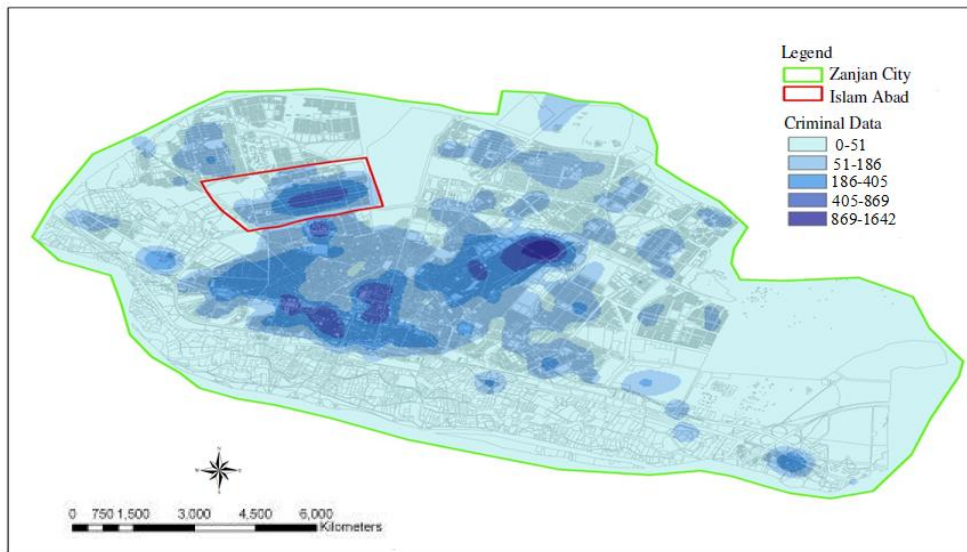 Legend
Zanjan City
Islam Abad
Criminal Data
0-51
51-186
186-405
405-869
869-1642
N
W E
S
0 750 1,500 3,000 4,500 6,000
Kilometers